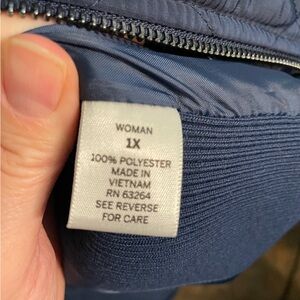 WOMAN
1X
100% POLYESTER
MADE IN
VIETNAM
RN 63264
SEE REVERSE
FOR CARE